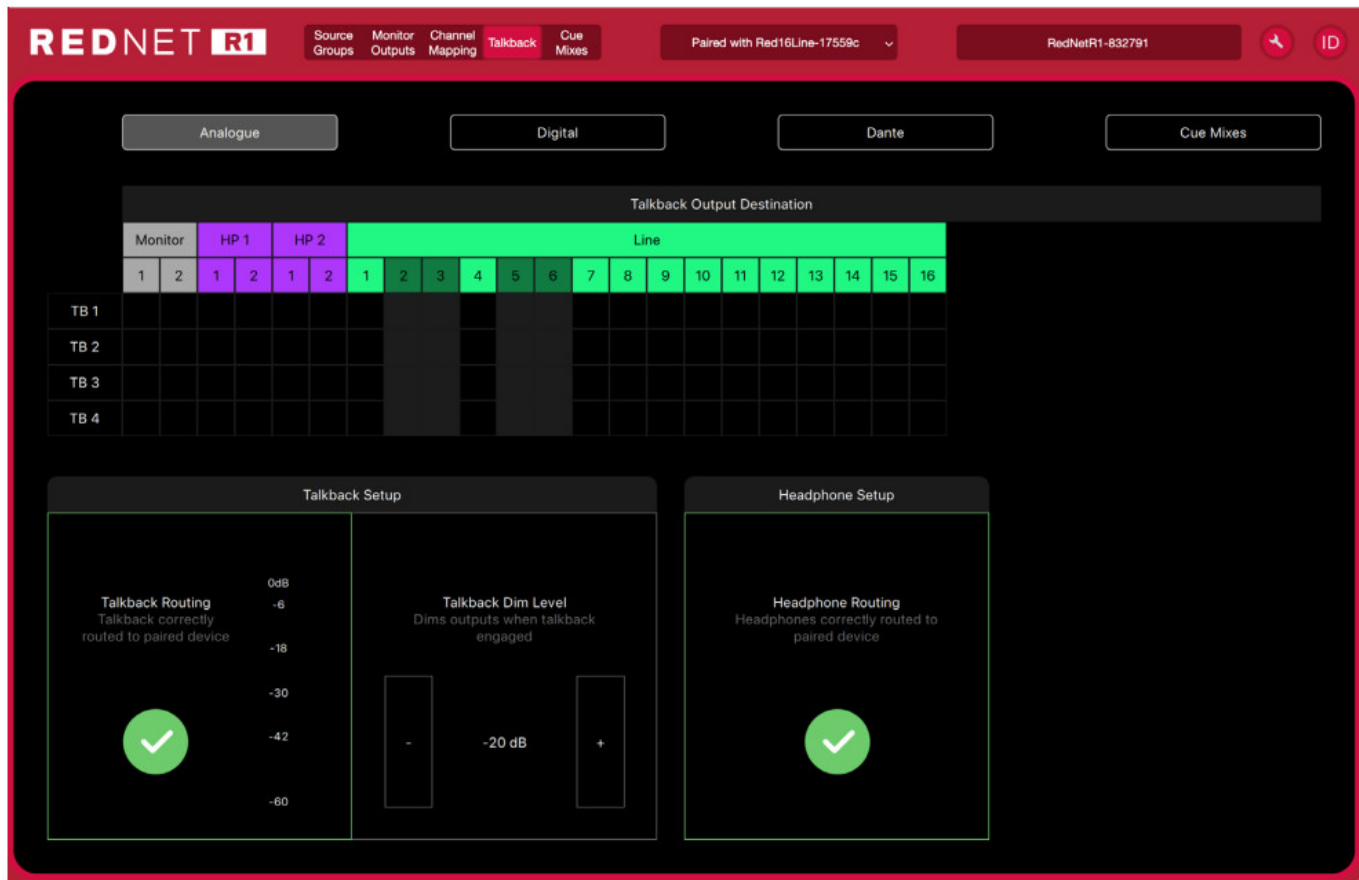 REDNET R1
Source Groups Monitor Outputs Channel Mapping Talkback Cue Mixes Paired with Red16Line-17559c RedNetR1-832791 ID
Analogue Digital Dante Cue Mixes
Talkback Output Destination
Monitor HP 1 HP 2 Line
1 2 1 2 1 2 1 2 3 4 5 6 7 8 9 10 11 12 13 14 15 16
TB 1
TB 2
TB 3
TB 4
Talkback Setup
Talkback Routing
Talkback correctly
routed to paired device
0dB
-6
-18
-30
-42
-60
Talkback Dim Level
Dims outputs when talkback
engaged
- -20 dB +
Headphone Setup
Headphone Routing
Headphones correctly routed to
paired device